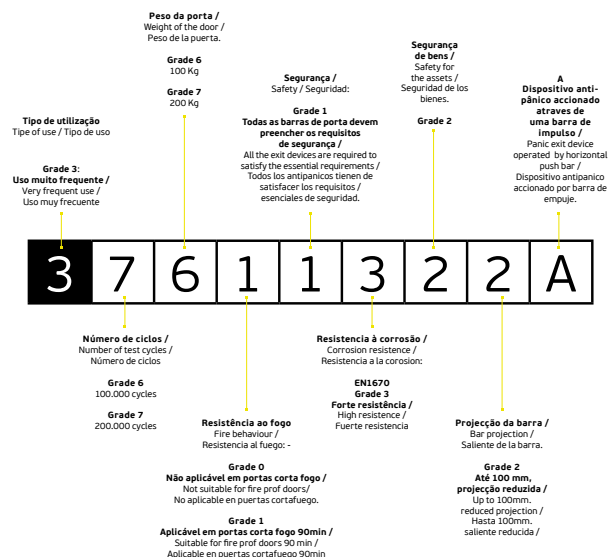 Peso da porta /
Weight of the door /
Peso de la puerta.
Grade 6
100 Kg
Grade 7
200 Kg
Segurança
de bens /
Safety for
the assets /
Seguridad de los
bienes.
Grade 2
Segurança /
Safety / Seguridad:
Grade 1
Todas as barras de porta devem
preencher os requisitos
de segurança /
All the exit devices are required to
satisfy the essential requirements /
Todos los antipanicos tienen de
satisfacer los requisitos /
esenciales de seguridad.
A
Dispositivo anti-
pânico accionado
atraves de
uma barra de
impulso /
Panic exit device
operated by horizontal
push bar /
Dispositivo antipanico
accionado por barra de
empuje.
Tipo de utilização
Tipe of use / Tipo de uso
Grade 3:
Uso muito frequente /
Very frequent use /
Uso muy frecuente
3 7 6 1 1 3 2 2 A
Número de ciclos /
Number of test cycles /
Número de ciclos
Grade 6
100.000 cycles
Grade 7
200.000 cycles
Resistencia à corrosão /
Corrosion resistence /
Resistencia a la corrosion:
EN1670
Grade 3
Forte resistência /
High resistence /
Fuerte resistencia
Resistência ao fogo
Fire behaviour /
Resistencia al fuego: -
Grade 0
Não aplicável em portas corta fogo /
Not suitable for fire prof doors/
No aplicable en puertas cortafuego.
Grade 1
Aplicável em portas corta fogo 90min /
Suitable for fire prof doors 90 min /
Aplicable en puertas cortafuego 90min
Projecção da barra /
Bar projection /
Saliente de la barra.
Grade 2
Até 100 mm,
projecção reduzida /
Up to 100mm.
reduced projection /
Hasta 100mm.
saliente reducida /